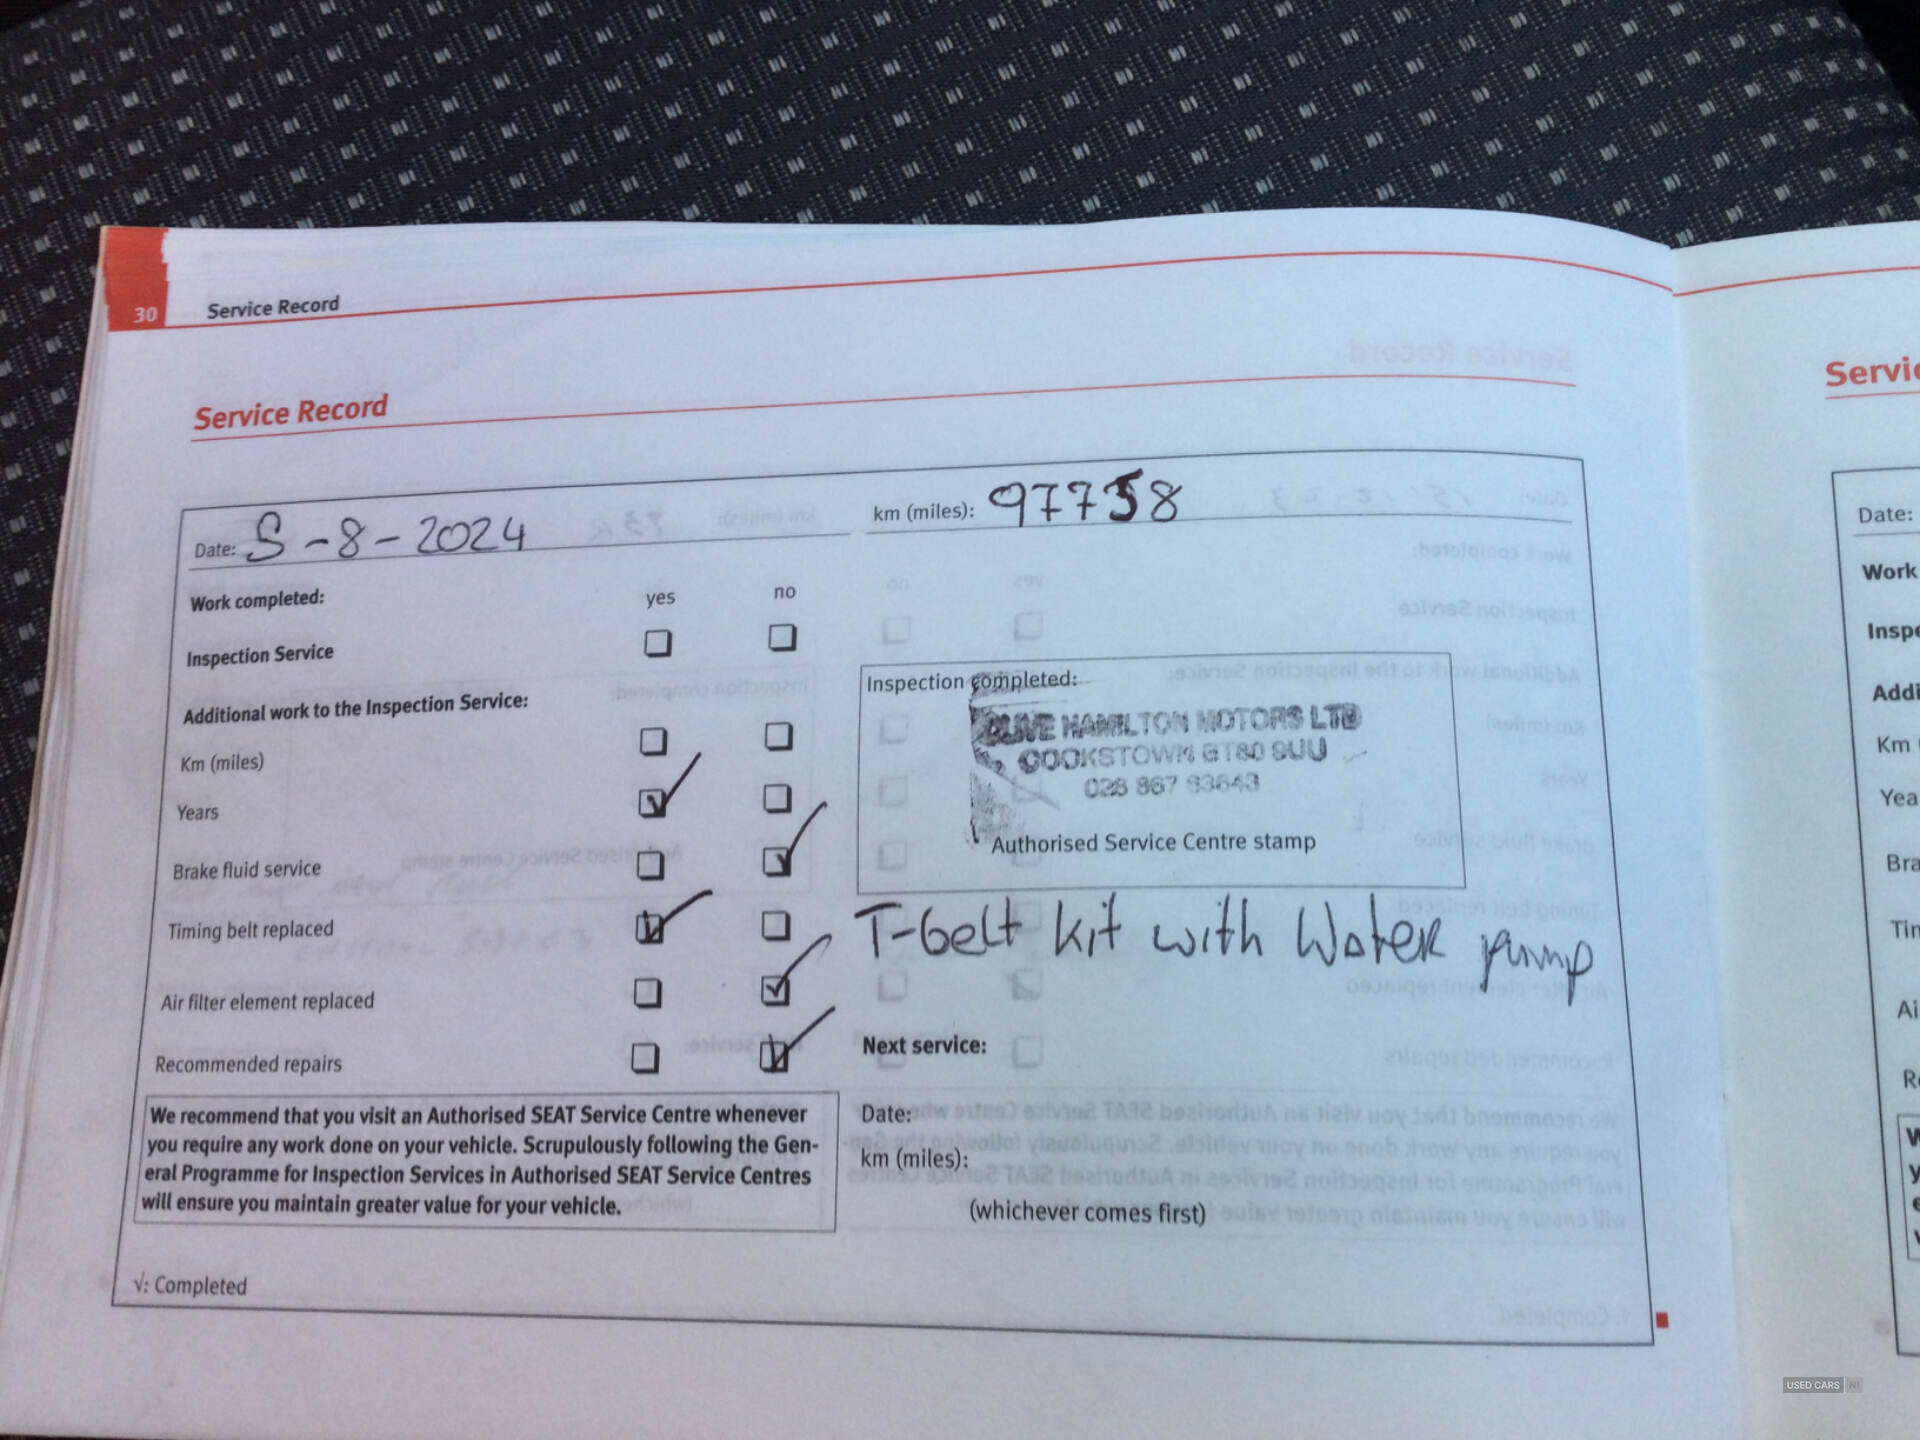 30 Service Record
Service Record
Date: 5-8-2024 km (miles): 97758
Work completed: yes no
Inspection Service
Additional work to the Inspection Service:
Km (miles)
Years
Brake fluid service
Timing belt replaced
Air filter element replaced
Recommended repairs
Inspection completed:
CLIVE HAMILTON MOTORS LTD
COOKSTOWN BT80 9UU
028 867 63643
Authorised Service Centre stamp
T-belt kit with Water pump
Next service:
Date:
km (miles):
(whichever comes first)
We recommend that you visit an Authorised SEAT Service Centre whenever
you require any work done on your vehicle. Scrupulously following the Gen-
eral Programme for Inspection Services in Authorised SEAT Service Centres
will ensure you maintain greater value for your vehicle.
√: Completed
Date:
Work
USED CARS NI